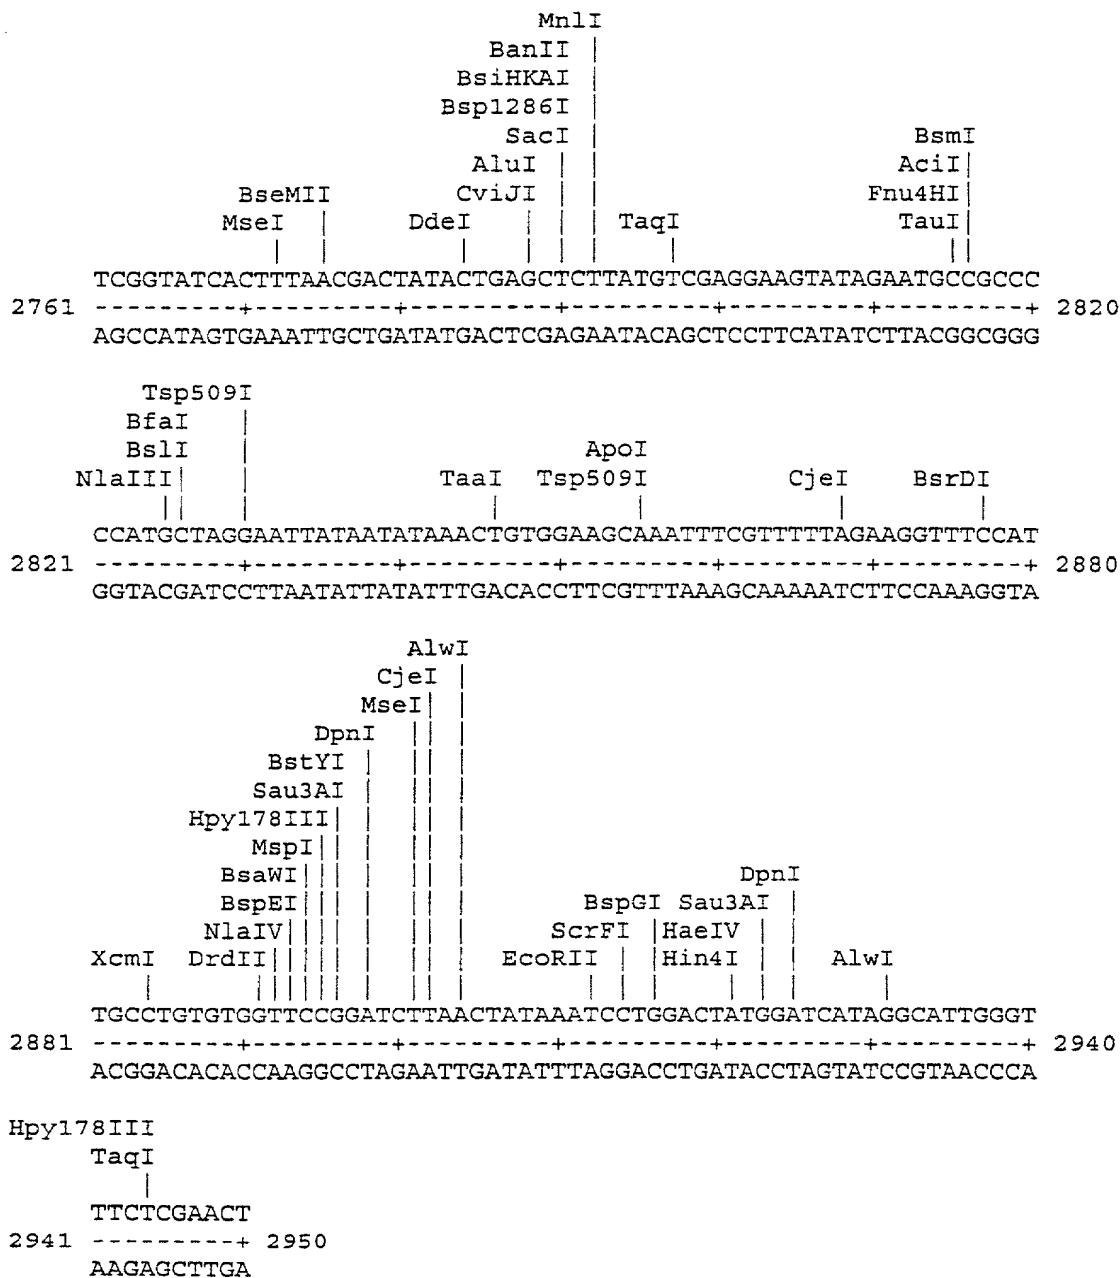 MnlI
BanII
BsiHKAI
Bsp1286I
SacI BsmI
AluI AciI
BseMII CviJI Fnu4HI
MseI DdeI TaqI TauI
TCGGTATCACTTTAACGACTATACTGAGCTCTTATGTCGAGGAAGTATAGAATGCCGCCC
2761 ---------+---------+---------+---------+---------+---------+ 2820
AGCCATAGTGAAATTGCTGATATGACTCGAGAATACAGCTCCTTCATATCTTACGGCGGG
Tsp509I
BfaI
BslI ApoI
NlaIII TaaI Tsp509I CjeI BsrDI
CCATGCTAGGAATTATAATATAAACTGTGGAAGCAAATTTCGTTTTTAGAAGGTTTCCAT
2821 ---------+---------+---------+---------+---------+---------+ 2880
GGTACGATCCTTAATATTATATTTGACACCTTCGTTTAAAGCAAAAATCTTCCAAAGGTA
AlwI
CjeI
MseI
DpnI
BstYI
Sau3AI
Hpy178III
MspI
BsaWI DpnI
BspEI BspGI Sau3AI
NlaIV ScrFI HaeIV
XcmI DrdII EcoRII Hin4I AlwI
TGCCTGTGTGGTTCCGGATCTTAACTATAAATCCTGGACTATGGATCATAGGCATTGGGT
2881 ---------+---------+---------+---------+---------+---------+ 2940
ACGGACACACCAAGGCCTAGAATTGATATTTAGGACCTGATACCTAGTATCCGTAACCCA
Hpy178III
TaqI
TTCTCGAACT
2941 ---------+ 2950
AAGAGCTTGA